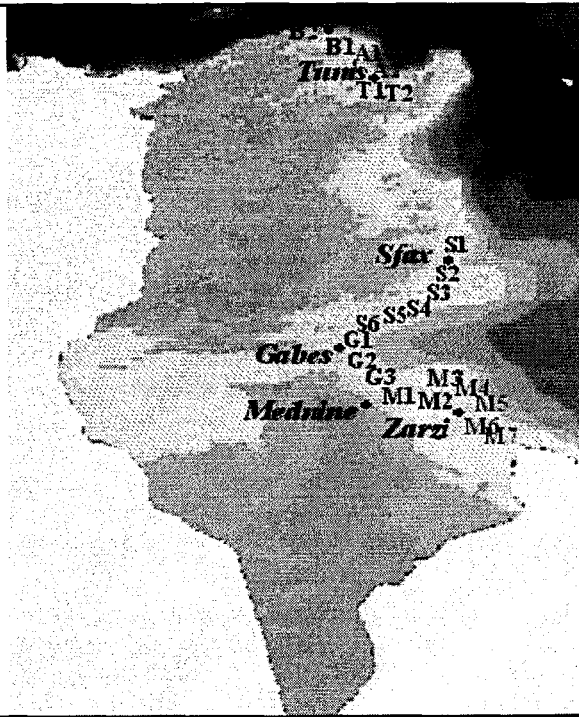 B1
A1
Tunis
T1 T2
S1
Sfax
S2
S3
S4
S5
S6
G1
Gabes
G2
G3
M3
M4
M1
M2
M5
Mednine
Zarzi
M6
M7